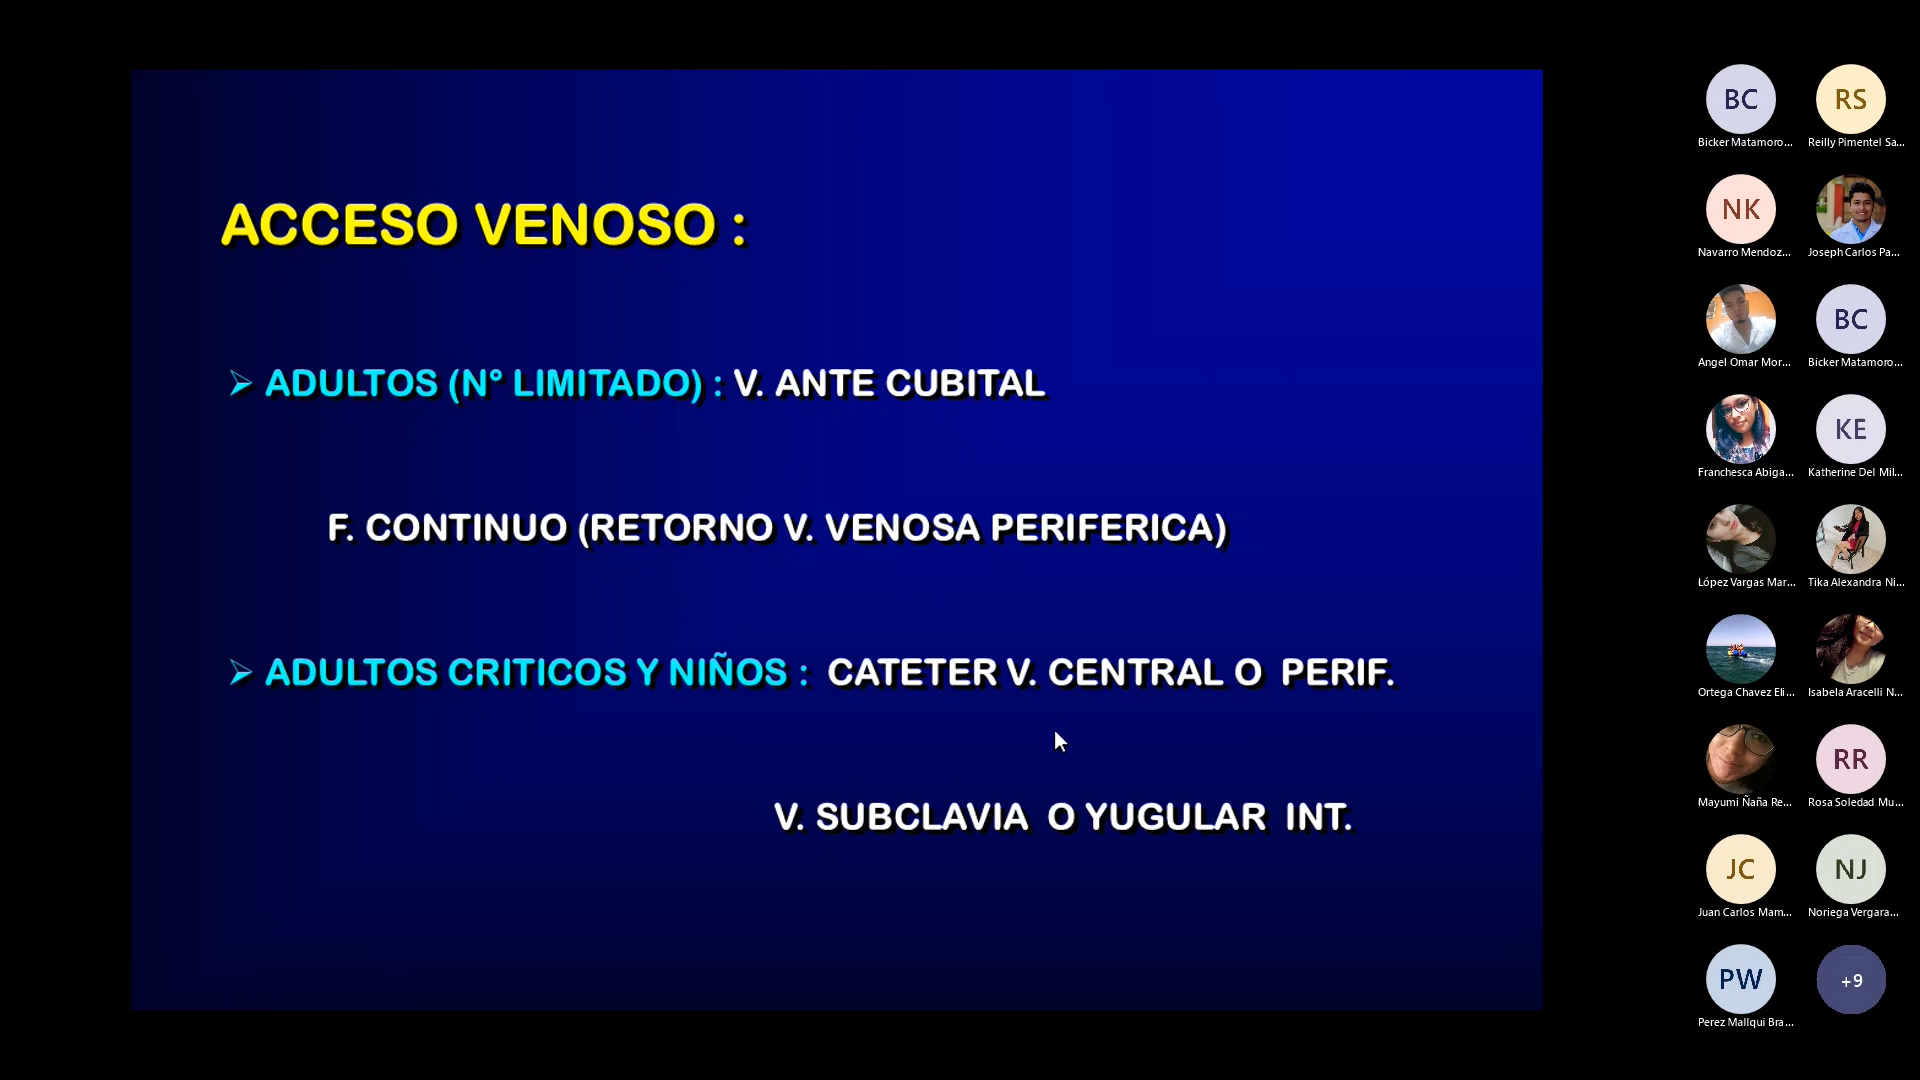 ACCESO VENOSO :
➢ ADULTOS (N° LIMITADO) : V. ANTE CUBITAL
F. CONTINUO (RETORNO V. VENOSA PERIFERICA)
➢ ADULTOS CRITICOS Y NIÑOS : CATETER V. CENTRAL O PERIF.
V. SUBCLAVIA O YUGULAR INT.
BC
RS
Bicker Matamoro...
Reilly Pimentel Sa...
NK
Navarro Mendoz...
Joseph Carlos Pa...
BC
Angel Omar Mor...
Bicker Matamoro...
KE
Franchesca Abiga...
Katherine Del Mil...
López Vargas Mar...
Tika Alexandra Ni...
Ortega Chavez Eli...
Isabela Aracelli N...
RR
Mayumi Ñaña Re...
Rosa Soledad Mu...
JC
NJ
Juan Carlos Mam...
Noriega Vergara...
PW
+9
Perez Mallqui Bra...